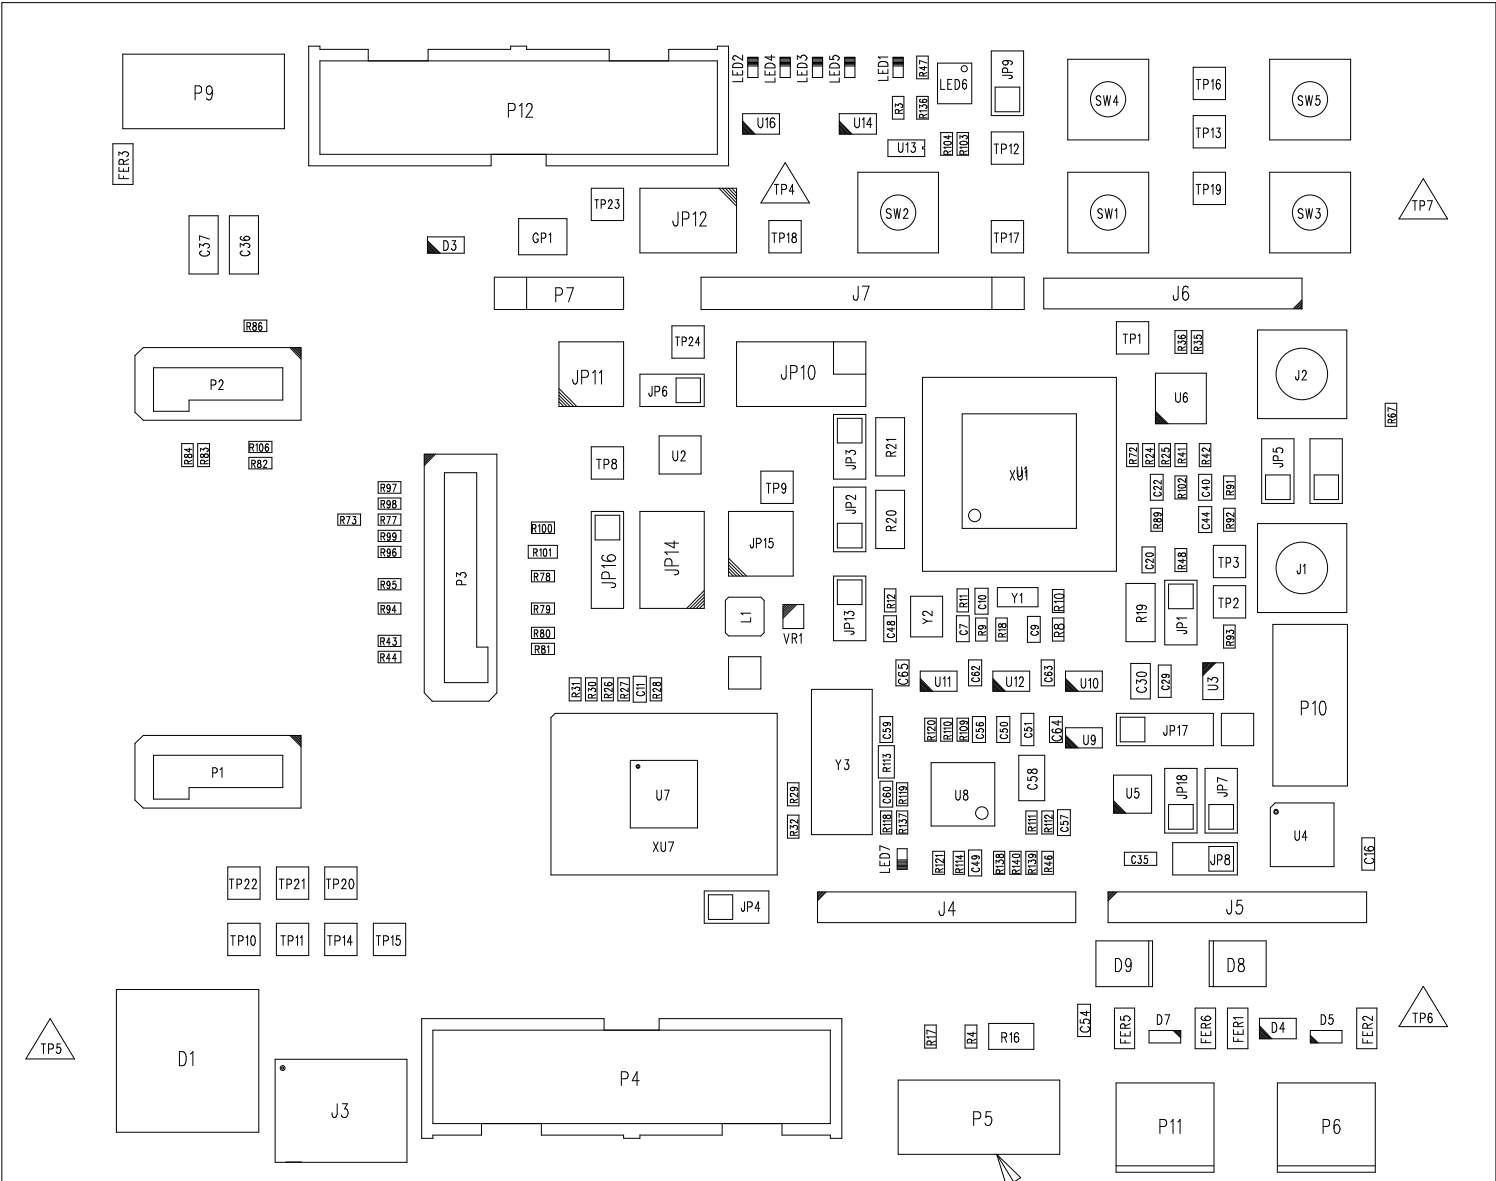 LED2
LED4
LED3
LED5
LED1
R47
LED6
JP9
P9
P12
SW4
TP16
SW5
R3
R136
U16
U14
TP13
U13
R104
R103
TP12
FER3
TP4
TP23
JP12
SW2
SW1
TP19
SW3
TP7
C37
C36
D3
GP1
TP18
TP17
P7
J7
J6
R86
TP24
TP1
R36
R35
P2
JP11
JP6
JP10
J2
U6
R67
XU1
U1
R84
R83
R106
R82
TP8
U2
JP3
R21
R72
R24
R25
R41
R42
JP5
TP9
R97
R98
R73
R77
R99
R96
C22
R102
C40
R91
R89
C44
R92
JP2
R20
R100
R101
R78
R79
R80
R81
P3
JP16
JP14
JP15
C20
R48
TP3
J1
R95
R94
R43
R44
L1
VR1
JP13
R12
C48
Y2
R11
C10
Y1
R10
C7
R9
R18
C9
R8
R19
JP1
TP2
R93
C65
U11
C62
U12
C63
U10
C30
C29
U3
P10
R31
R30
R26
R27
C11
R28
P1
Y3
C59
R113
R120
R110
R109
C56
C50
C51
C64
U9
JP17
U7
XU7
R29
R32
C60
R119
R118
R137
U8
C58
R111
R112
C57
U5
JP18
JP7
U4
LED7
R121
R114
C49
R138
R140
R139
R46
C35
JP8
C16
TP22
TP21
TP20
JP4
J4
J5
TP10
TP11
TP14
TP15
D9
D8
TP5
D1
J3
P4
R17
R4
R16
C54
FER5
D7
FER6
FER1
D4
D5
FER2
TP6
P5
P11
P6